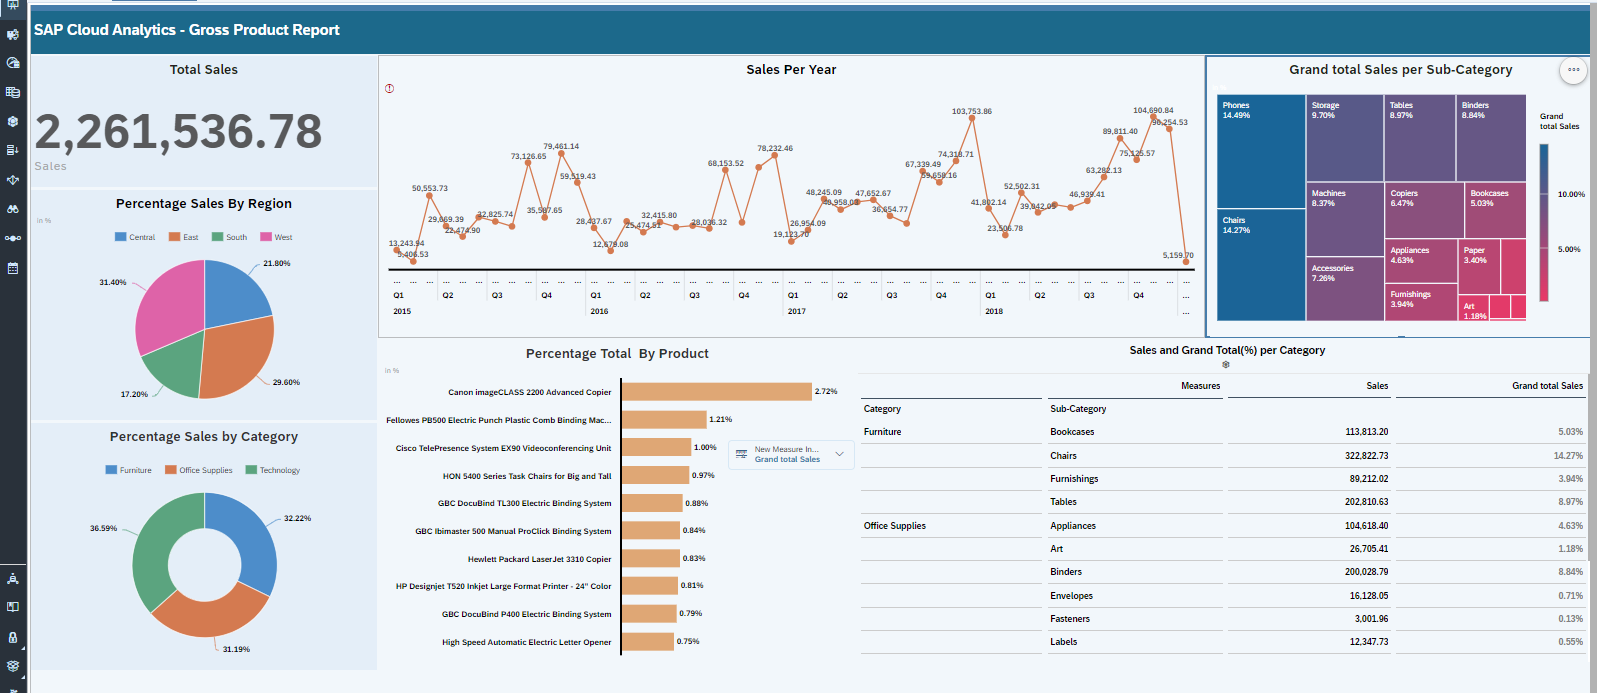 SAP Cloud Analytics - Gross Product Report
Total Sales
2,261,536.78
Sales
Percentage Sales By Region
in %
Central East South West
21.80%
31.40%
29.60%
17.20%
Percentage Sales by Category
Furniture Office Supplies Technology
32.22%
36.59%
31.19%
Sales Per Year
13,243.94
5,406.53
50,553.73
29,669.39
22,474.90
32,825.74
73,126.65
35,587.65
79,461.14
59,519.43
28,437.67
12,679.08
25,474.51
32,415.80
28,036.32
68,153.52
78,232.46
19,123.70
26,954.09
48,245.09
40,958.03
47,652.67
36,654.77
67,339.49
59,658.16
74,318.71
103,753.86
41,802.14
23,506.78
52,502.31
39,042.09
46,939.41
63,282.13
89,811.40
75,125.57
104,690.84
96,254.53
5,159.70
... ... ... ... ... ... ... ... ... ... ... ... ... ... ... ... ... ... ... ... ... ... ... ... ... ... ... ... ... ... ... ... ... ... ... ... ... ... ... ... ... ... ... ... ... ... ... ... ...
Q1 Q2 Q3 Q4 Q1 Q2 Q3 Q4 Q1 Q2 Q3 Q4 Q1 Q2 Q3 Q4 ...
2015 2016 2017 2018 ...
Grand total Sales per Sub-Category
Phones
14.49%
Chairs
14.27%
Storage
9.70%
Tables
8.97%
Binders
8.84%
Machines
8.37%
Copiers
6.47%
Bookcases
5.03%
Accessories
7.26%
Appliances
4.63%
Paper
3.40%
Furnishings
3.94%
Art
1.18%
Grand
total Sales
10.00%
5.00%
Percentage Total By Product
in %
Canon imageCLASS 2200 Advanced Copier 2.72%
Fellowes PB500 Electric Punch Plastic Comb Binding Mac... 1.21%
Cisco TelePresence System EX90 Videoconferencing Unit 1.00%
HON 5400 Series Task Chairs for Big and Tall 0.97%
GBC DocuBind TL300 Electric Binding System 0.88%
GBC Ibimaster 500 Manual ProClick Binding System 0.84%
Hewlett Packard LaserJet 3310 Copier 0.83%
HP Designjet T520 Inkjet Large Format Printer - 24" Color 0.81%
GBC DocuBind P400 Electric Binding System 0.79%
High Speed Automatic Electric Letter Opener 0.75%
New Measure In...
Grand total Sales
Sales and Grand Total(%) per Category
Measures Sales Grand total Sales
Category Sub-Category
Furniture Bookcases 113,813.20 5.03%
Chairs 322,822.73 14.27%
Furnishings 89,212.02 3.94%
Tables 202,810.63 8.97%
Office Supplies Appliances 104,618.40 4.63%
Art 26,705.41 1.18%
Binders 200,028.79 8.84%
Envelopes 16,128.05 0.71%
Fasteners 3,001.96 0.13%
Labels 12,347.73 0.55%